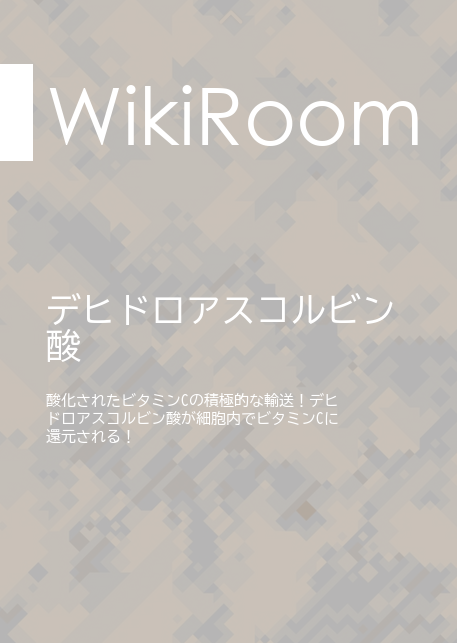 WikiRoom
デヒドロアスコルビン
酸
酸化されたビタミンCの積極的な輸送！デヒ
ドロアスコルビン酸が細胞内でビタミンCに
還元される！